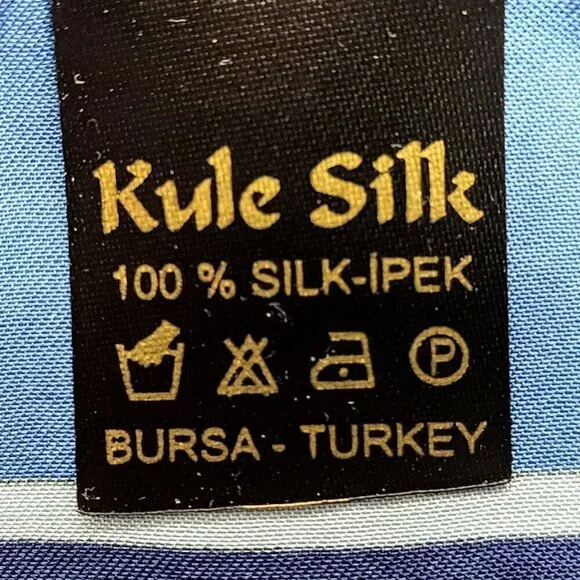 Kule Silk
100 % SILK-İPEK
P
BURSA - TURKEY